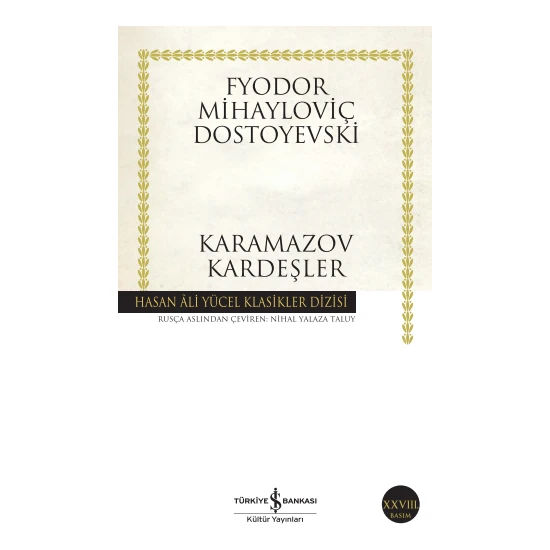 FYODOR
MİHAYLOVİÇ
DOSTOYEVSKİ
KARAMAZOV
KARDEŞLER
HASAN ÂLİ YÜCEL KLASİKLER DİZİSİ
RUSÇA ASLINDAN ÇEVİREN: NİHAL YALAZA TALUY
TÜRKİYE İŞ BANKASI
Kültür Yayınları
XXVIII.
BASIM